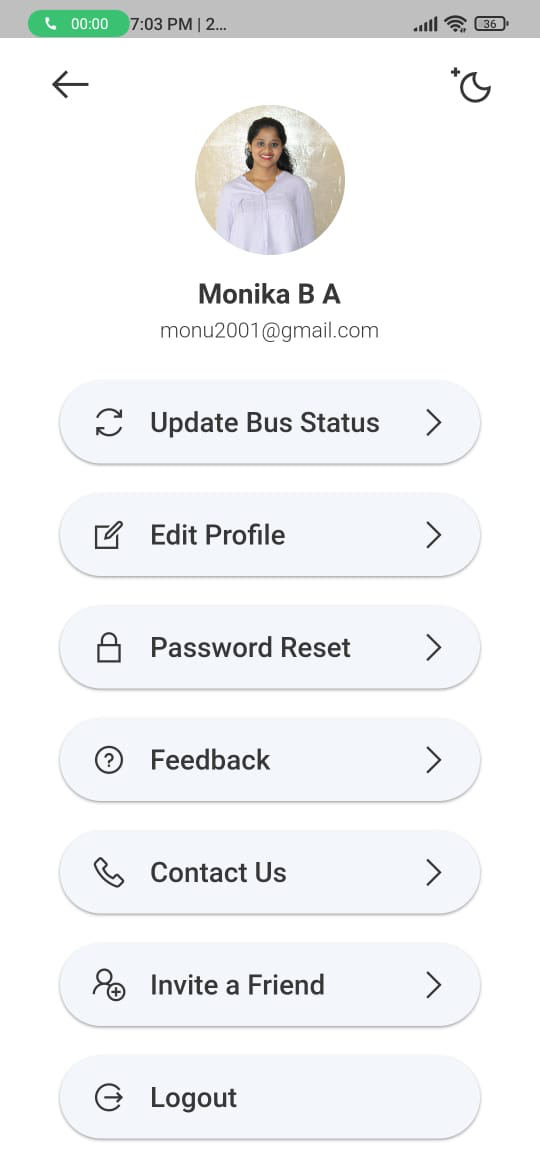 00:00 7:03 PM | 2... 36
Monika B A
monu2001@gmail.com
Update Bus Status
Edit Profile
Password Reset
Feedback
Contact Us
Invite a Friend
Logout